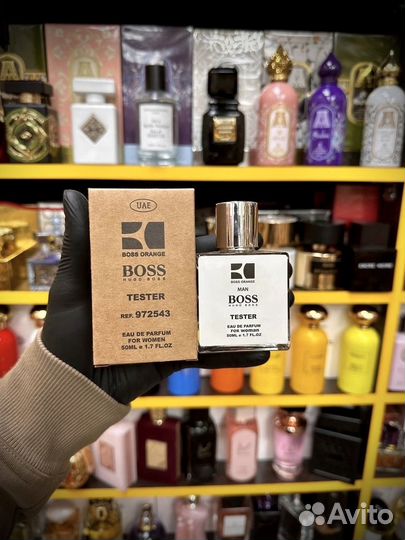 UAE
BOSS ORANGE
BOSS
HUGO BOSS
TESTER
REF. 972543
EAU DE PARFUM
FOR WOMEN
50ML e 1.7 FL.OZ
BOSS ORANGE
MAN
BOSS
HUGO BOSS
TESTER
EAU DE PARFUM
FOR WOMEN
50ML e 1.7 FL.OZ
Avito